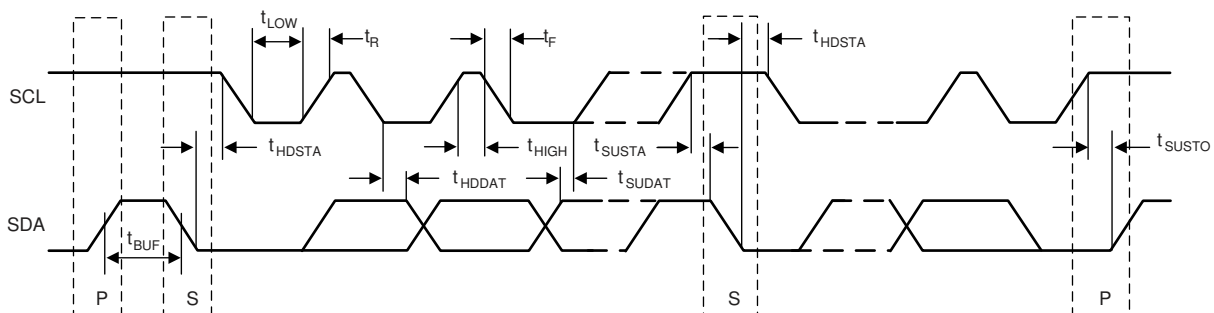 tLOW
tR
tF
tHDSTA
SCL
tHDSTA
tHIGH
tSUSTA
tSUSTO
tHDDAT
tSUDAT
SDA
tBUF
P
S
S
P